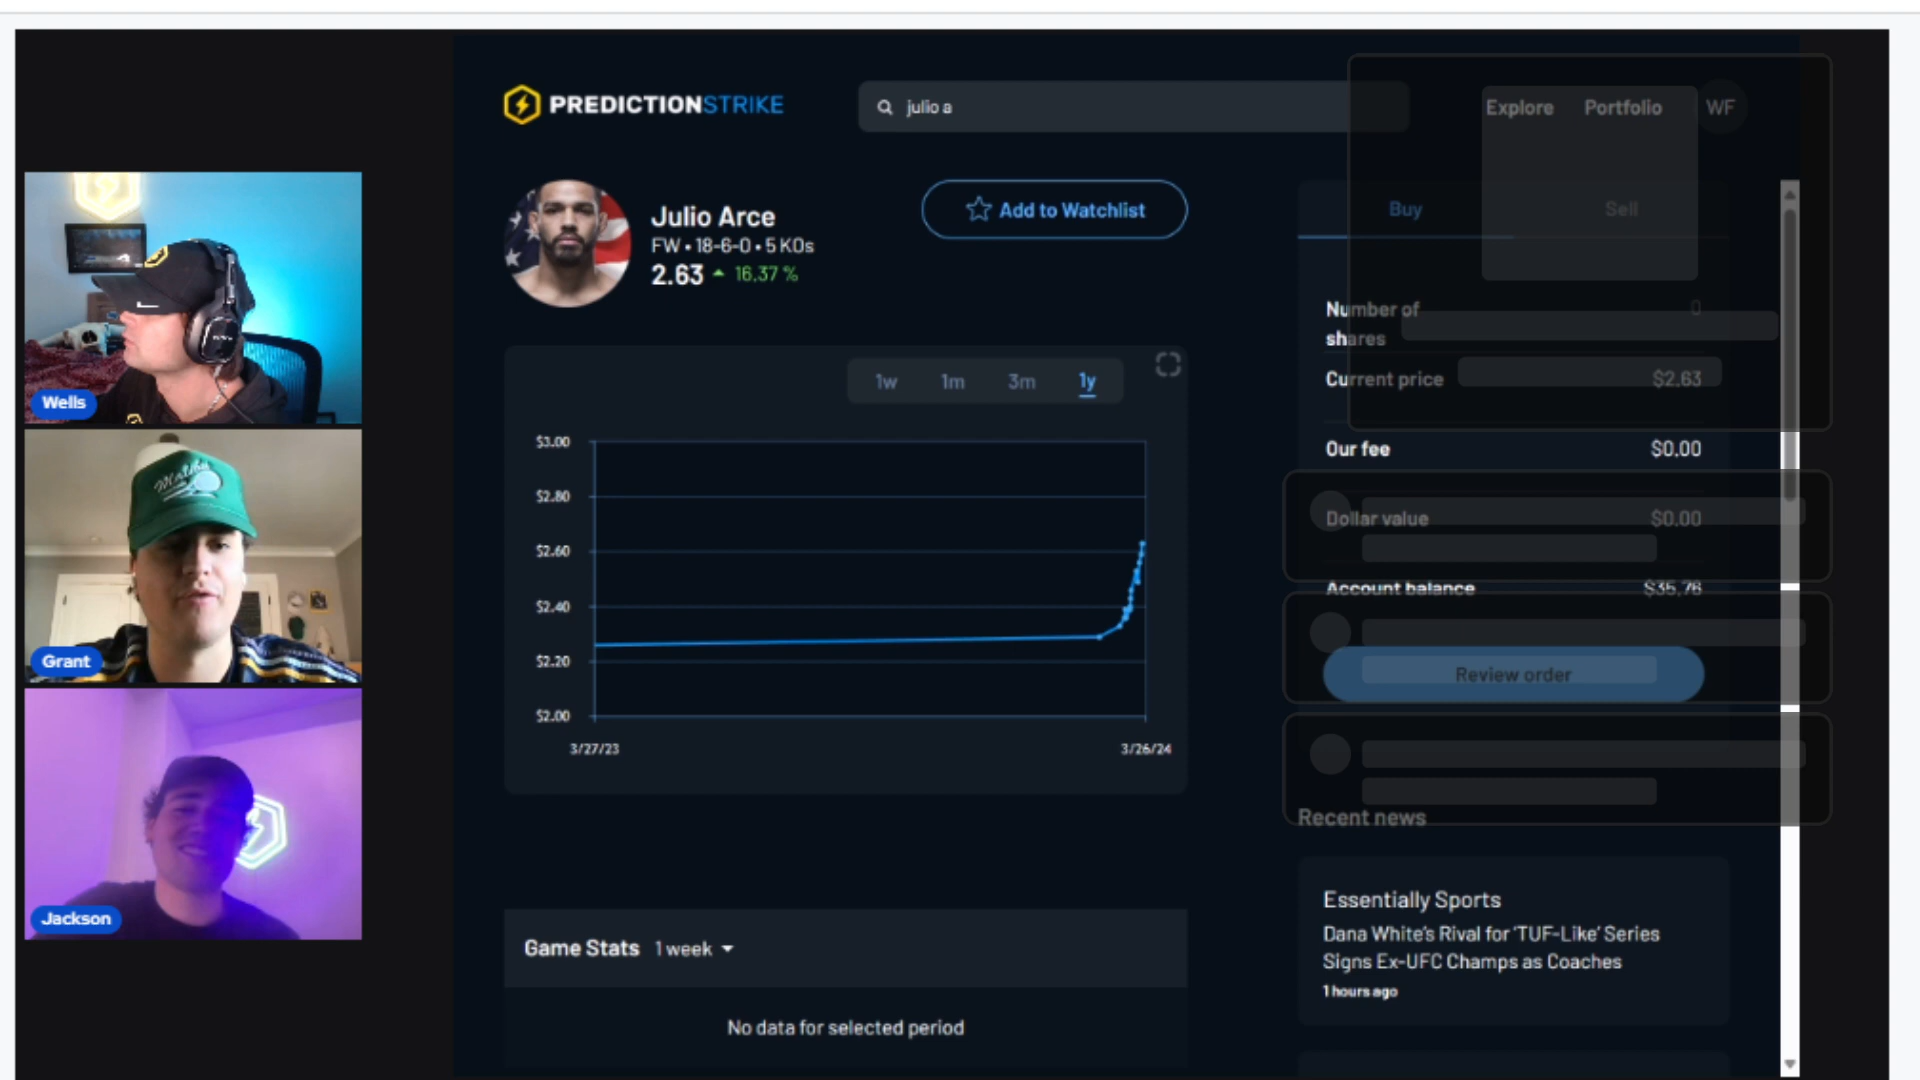 PREDICTIONSTRIKE
julio a
Explore Portfolio WF
Julio Arce
FW • 18-6-0 • 5 KOs
2.63 16.37 %
Add to Watchlist
Buy Sell
Number of shares 0
Current price $2.63
Our fee $0.00
Dollar value $0.00
Account balance $35.76
Review order
1w 1m 3m 1y
$3.00
$2.80
$2.60
$2.40
$2.20
$2.00
3/27/23 3/26/24
Wells
Malibu
Grant
Jackson
Game Stats 1 week
No data for selected period
Recent news
Essentially Sports
Dana White's Rival for 'TUF-Like' Series
Signs Ex-UFC Champs as Coaches
1 hours ago